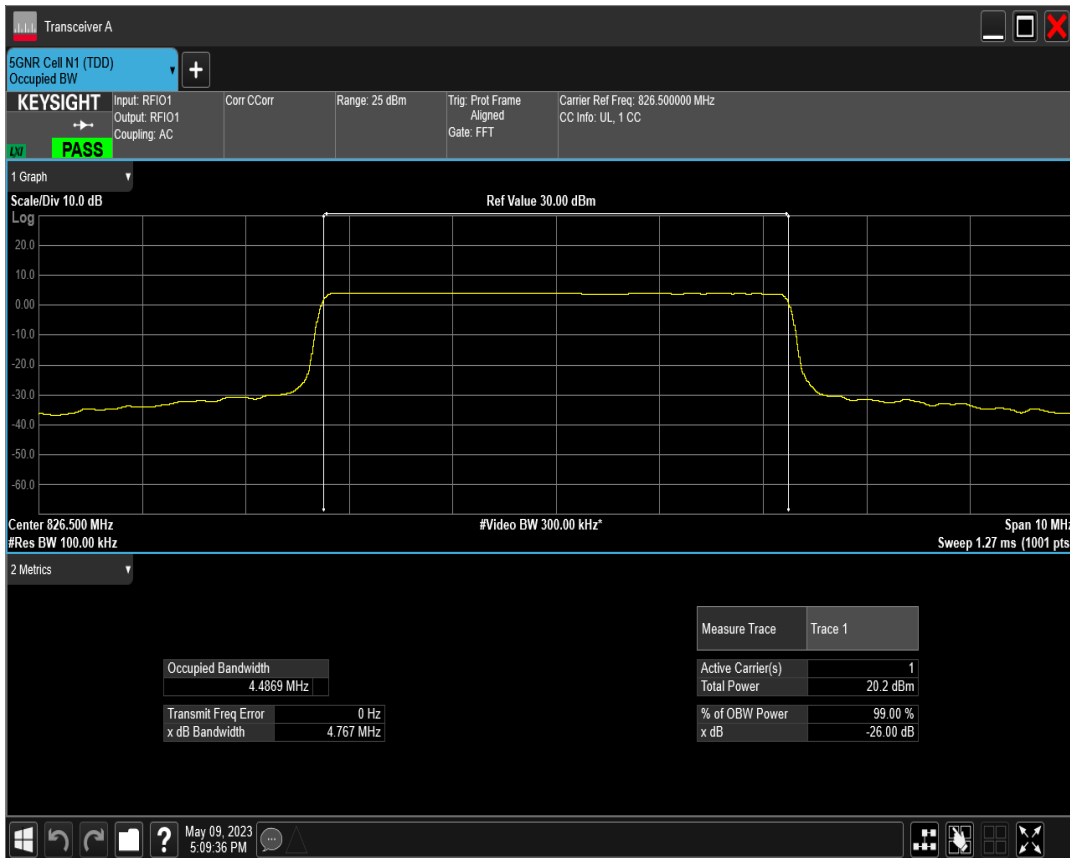 Transceiver A
5GNR Cell N1 (TDD)
Occupied BW
+
KEYSIGHT
LXI
PASS
Input: RFIO1
Output: RFIO1
Coupling: AC
Corr CCorr
Range: 25 dBm
Trig: Prot Frame
Aligned
Gate: FFT
Carrier Ref Freq: 826.500000 MHz
CC Info: UL, 1 CC
1 Graph
Scale/Div 10.0 dB
Ref Value 30.00 dBm
Log
20.0
10.0
0.00
-10.0
-20.0
-30.0
-40.0
-50.0
-60.0
Center 826.500 MHz
#Video BW 300.00 kHz*
Span 10 MHz
#Res BW 100.00 kHz
Sweep 1.27 ms (1001 pts
2 Metrics
Measure Trace Trace 1
Occupied Bandwidth
4.4869 MHz
Active Carrier(s) 1
Total Power 20.2 dBm
Transmit Freq Error 0 Hz
x dB Bandwidth 4.767 MHz
% of OBW Power 99.00 %
x dB -26.00 dB
?
May 09, 2023
5:09:36 PM